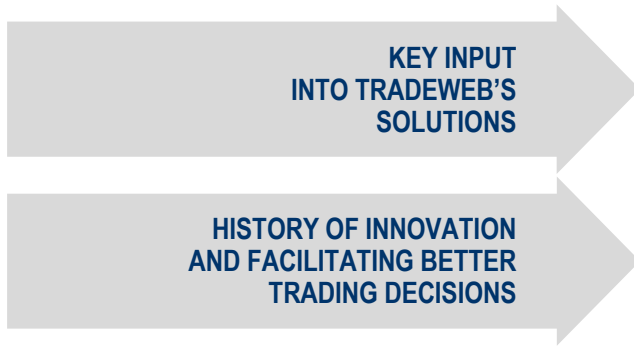 KEY INPUT
INTO TRADEWEB’S
SOLUTIONS
HISTORY OF INNOVATION
AND FACILITATING BETTER
TRADING DECISIONS